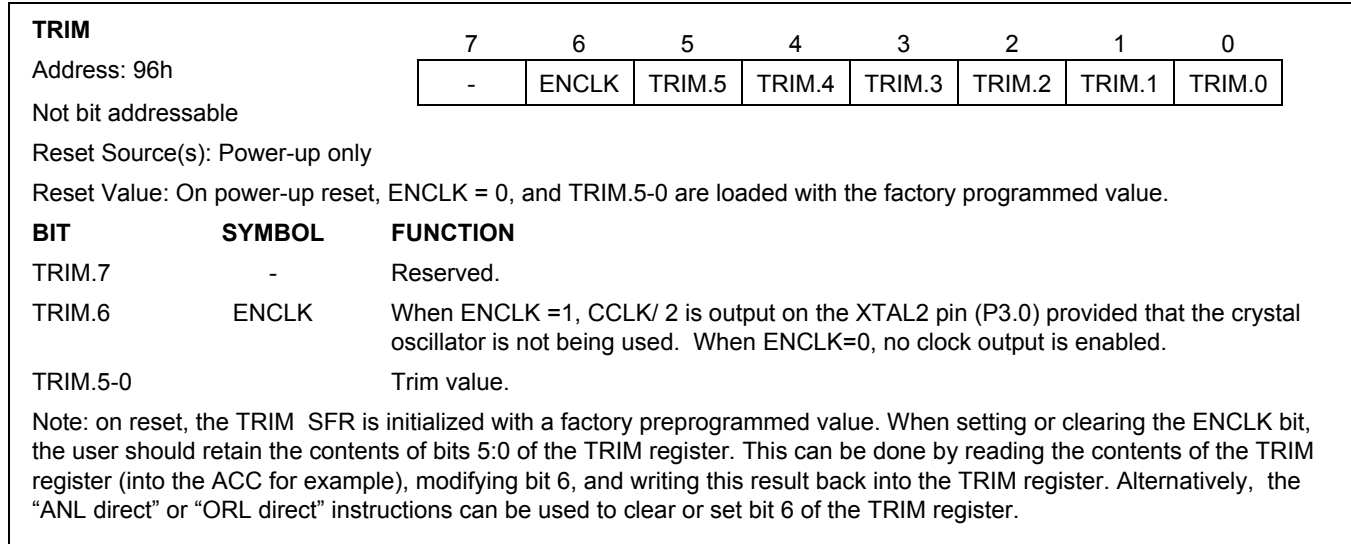 TRIM
7 6 5 4 3 2 1 0
Address: 96h
- ENCLK TRIM.5 TRIM.4 TRIM.3 TRIM.2 TRIM.1 TRIM.0
Not bit addressable
Reset Source(s): Power-up only
Reset Value: On power-up reset, ENCLK = 0, and TRIM.5-0 are loaded with the factory programmed value.
BIT SYMBOL FUNCTION
TRIM.7 - Reserved.
TRIM.6 ENCLK When ENCLK =1, CCLK/ 2 is output on the XTAL2 pin (P3.0) provided that the crystal
oscillator is not being used.  When ENCLK=0, no clock output is enabled.
TRIM.5-0 Trim value.
Note: on reset, the TRIM  SFR is initialized with a factory preprogrammed value. When setting or clearing the ENCLK bit,
the user should retain the contents of bits 5:0 of the TRIM register. This can be done by reading the contents of the TRIM
register (into the ACC for example), modifying bit 6, and writing this result back into the TRIM register. Alternatively,  the
“ANL direct” or “ORL direct” instructions can be used to clear or set bit 6 of the TRIM register.